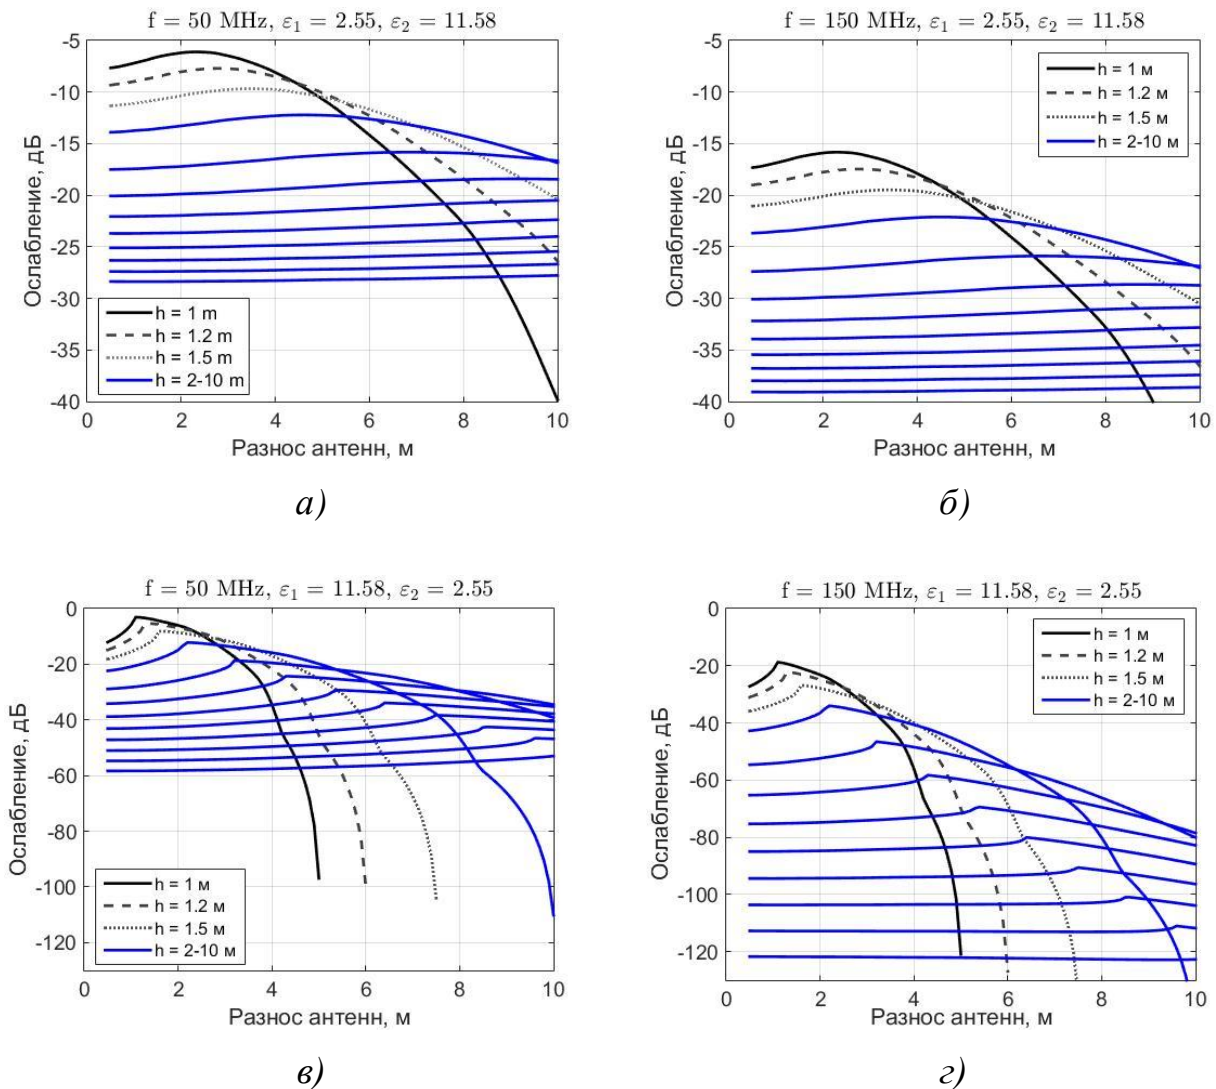 f = 50 MHz, ε₁ = 2.55, ε₂ = 11.58
Ослабление, дБ
-5
-10
-15
-20
-25
-30
-35
-40
h = 1 m
h = 1.2 m
h = 1.5 m
h = 2-10 m
0 2 4 6 8 10
Разнос антенн, м
а)
f = 150 MHz, ε₁ = 2.55, ε₂ = 11.58
Ослабление, дБ
-5
-10
-15
-20
-25
-30
-35
-40
h = 1 м
h = 1.2 м
h = 1.5 м
h = 2-10 м
0 2 4 6 8 10
Разнос антенн, м
б)
f = 50 MHz, ε₁ = 11.58, ε₂ = 2.55
Ослабление, дБ
0
-20
-40
-60
-80
-100
-120
h = 1 м
h = 1.2 м
h = 1.5 м
h = 2-10 м
0 2 4 6 8 10
Разнос антенн, м
в)
f = 150 MHz, ε₁ = 11.58, ε₂ = 2.55
Ослабление, дБ
0
-20
-40
-60
-80
-100
-120
h = 1 м
h = 1.2 м
h = 1.5 м
h = 2-10 м
0 2 4 6 8 10
Разнос антенн, м
г)